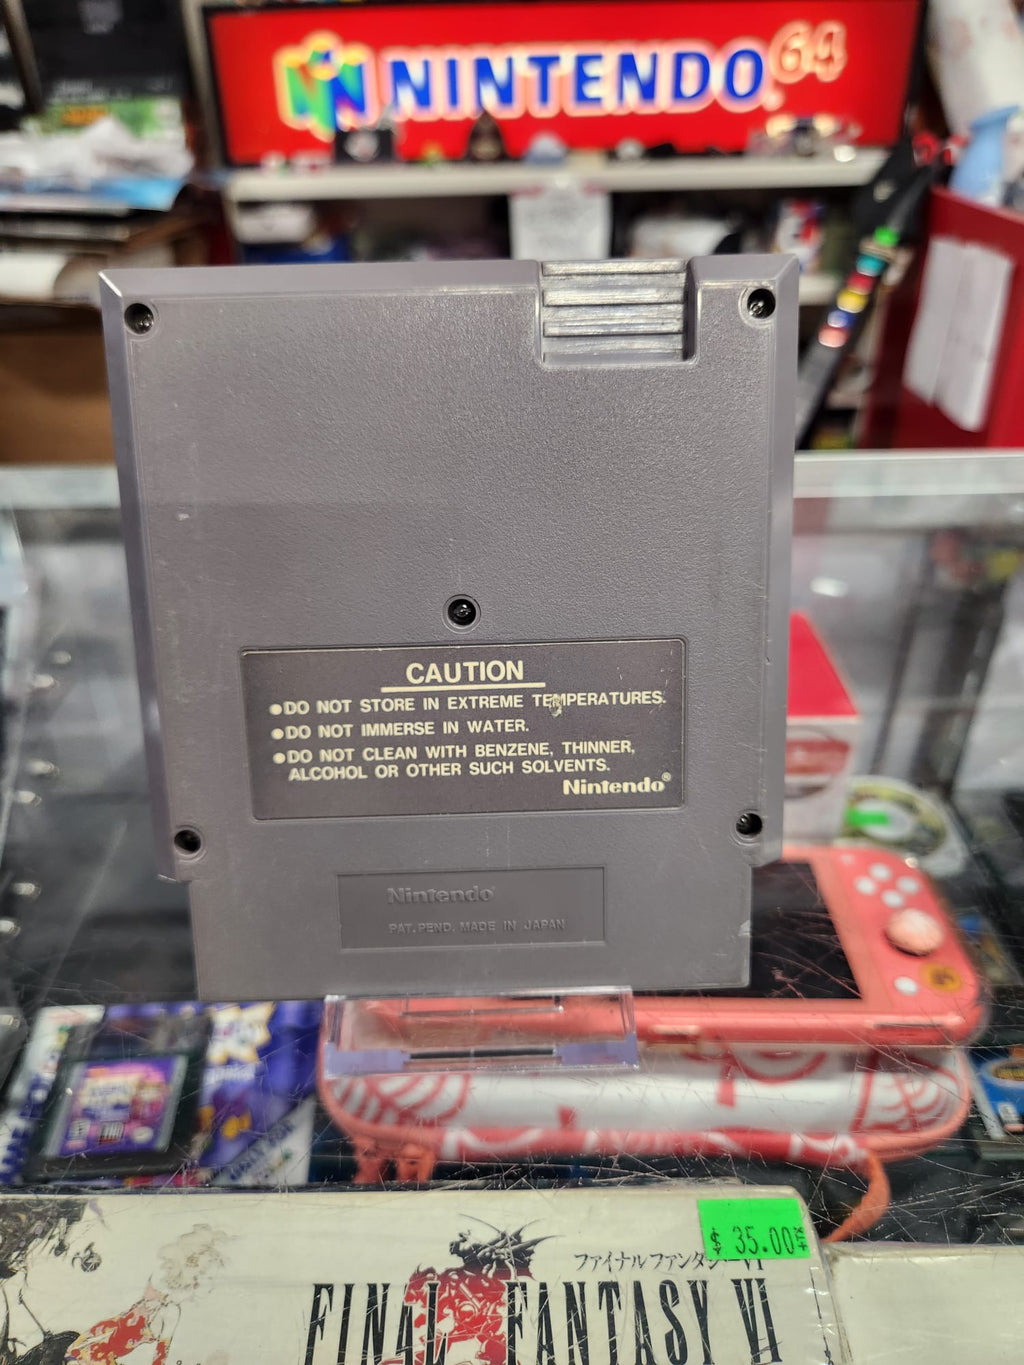 NINTENDO 64
CAUTION
●DO NOT STORE IN EXTREME TEMPERATURES.
●DO NOT IMMERSE IN WATER.
●DO NOT CLEAN WITH BENZENE, THINNER,
ALCOHOL OR OTHER SUCH SOLVENTS.
Nintendo®
Nintendo®
PAT. PEND. MADE IN JAPAN
$ 35.00
ファイナルファンタジーVI
FINAL FANTASY VI